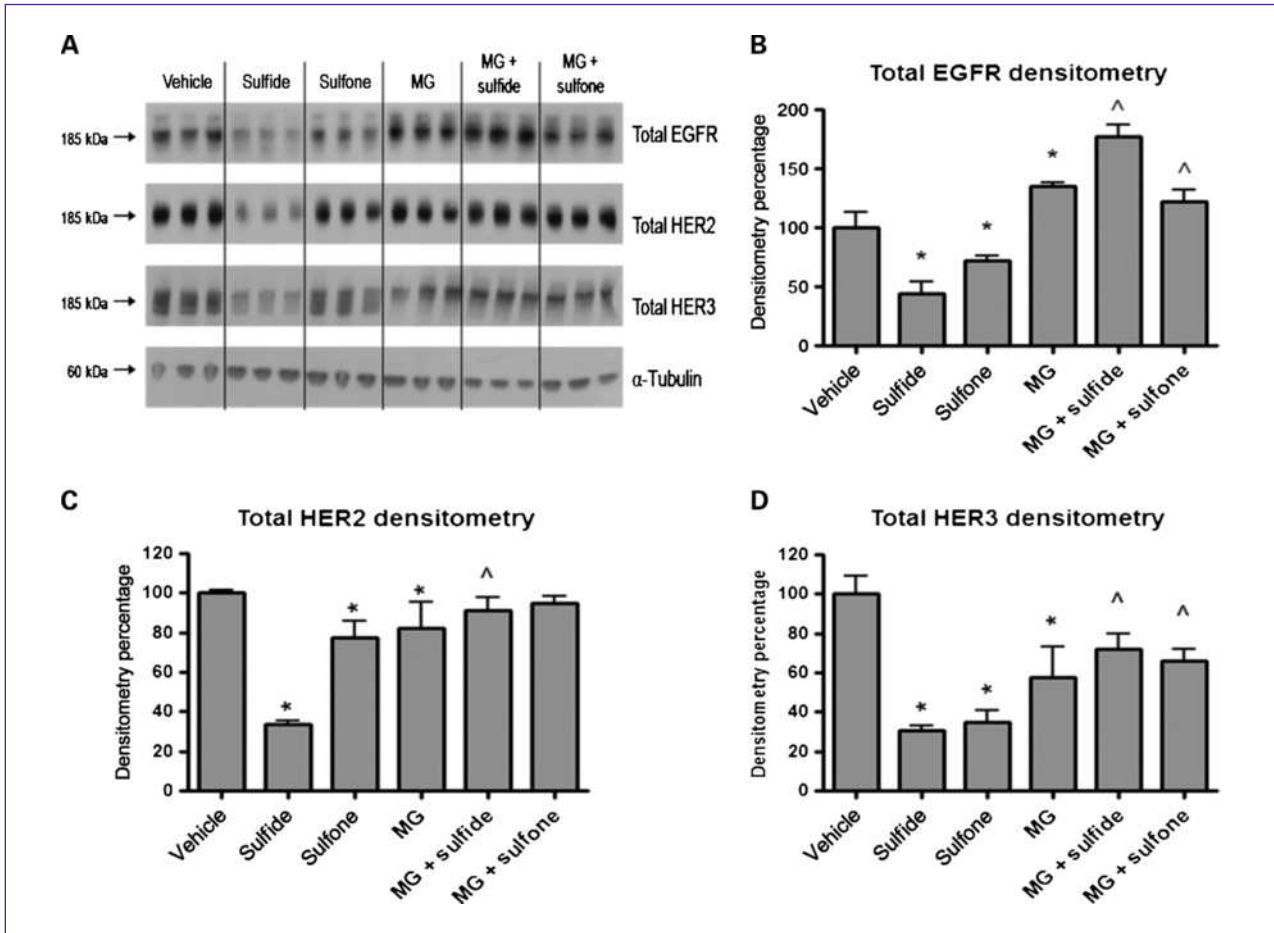 A
Vehicle
Sulfide
Sulfone
MG
MG +
sulfide
MG +
sulfone
185 kDa
Total EGFR
185 kDa
Total HER2
185 kDa
Total HER3
60 kDa
α-Tubulin
B
Total EGFR densitometry
Densitometry percentage
200
150
100
50
0
*
*
*
^
^
Vehicle
Sulfide
Sulfone
MG
MG + sulfide
MG + sulfone
C
Total HER2 densitometry
Densitometry percentage
120
100
80
60
40
20
0
*
*
*
^
Vehicle
Sulfide
Sulfone
MG
MG + sulfide
MG + sulfone
D
Total HER3 densitometry
Densitometry percentage
120
100
80
60
40
20
0
*
*
*
^
^
Vehicle
Sulfide
Sulfone
MG
MG + sulfide
MG + sulfone